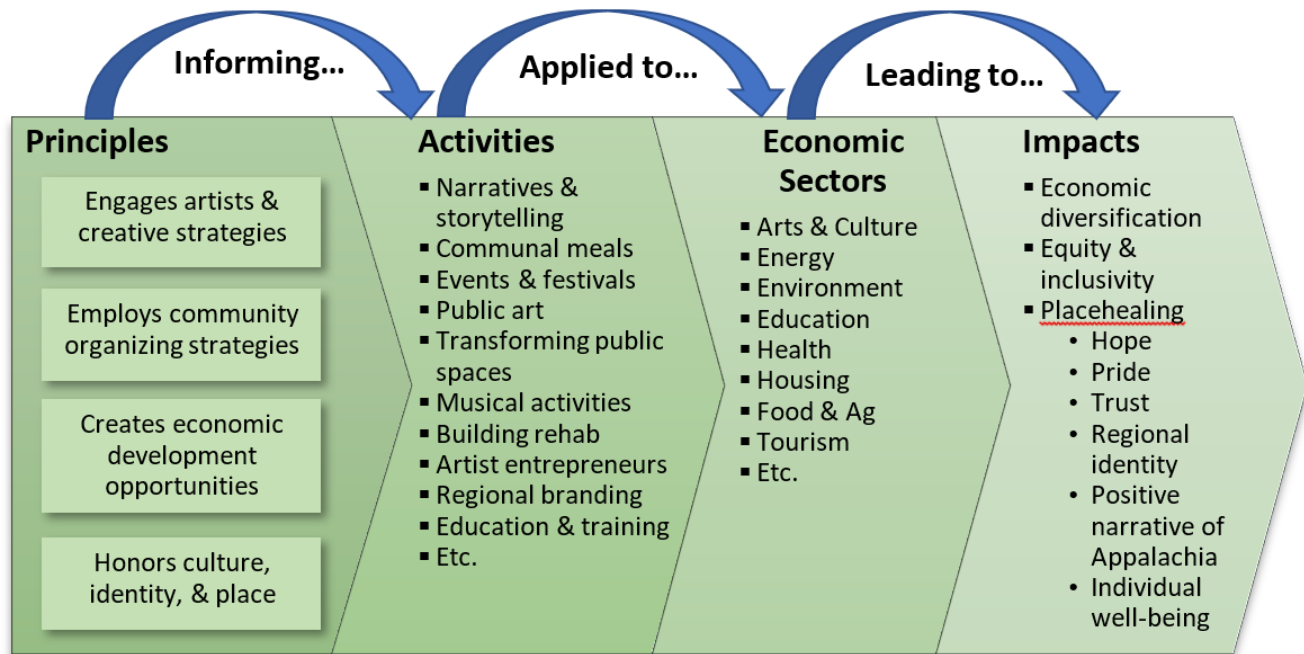 Informing...
Applied to...
Leading to...
Principles
Engages artists &
creative strategies
Employs community
organizing strategies
Creates economic
development
opportunities
Honors culture,
identity, & place
Activities
▪ Narratives &
storytelling
▪ Communal meals
▪ Events & festivals
▪ Public art
▪ Transforming public
spaces
▪ Musical activities
▪ Building rehab
▪ Artist entrepreneurs
▪ Regional branding
▪ Education & training
▪ Etc.
Economic
Sectors
▪ Arts & Culture
▪ Energy
▪ Environment
▪ Education
▪ Health
▪ Housing
▪ Food & Ag
▪ Tourism
▪ Etc.
Impacts
▪ Economic
diversification
▪ Equity &
inclusivity
▪ Placehealing
• Hope
• Pride
• Trust
• Regional
identity
• Positive
narrative of
Appalachia
• Individual
well-being